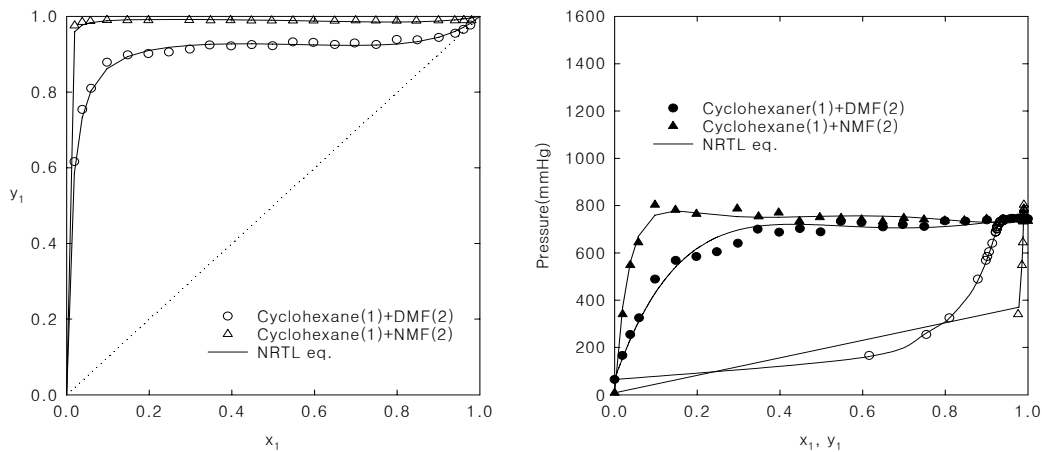 1.0
0.8
0.6
y1
0.4
0.2
0.0
0.0 0.2 0.4 0.6 0.8 1.0
x1
Cyclohexane(1)+DMF(2)
Cyclohexane(1)+NMF(2)
NRTL eq.
1600
1400
1200
1000
800
600
400
200
0
Pressure(mmHg)
Cyclohexaner(1)+DMF(2)
Cyclohexane(1)+NMF(2)
NRTL eq.
0.0 0.2 0.4 0.6 0.8 1.0
x1, y1